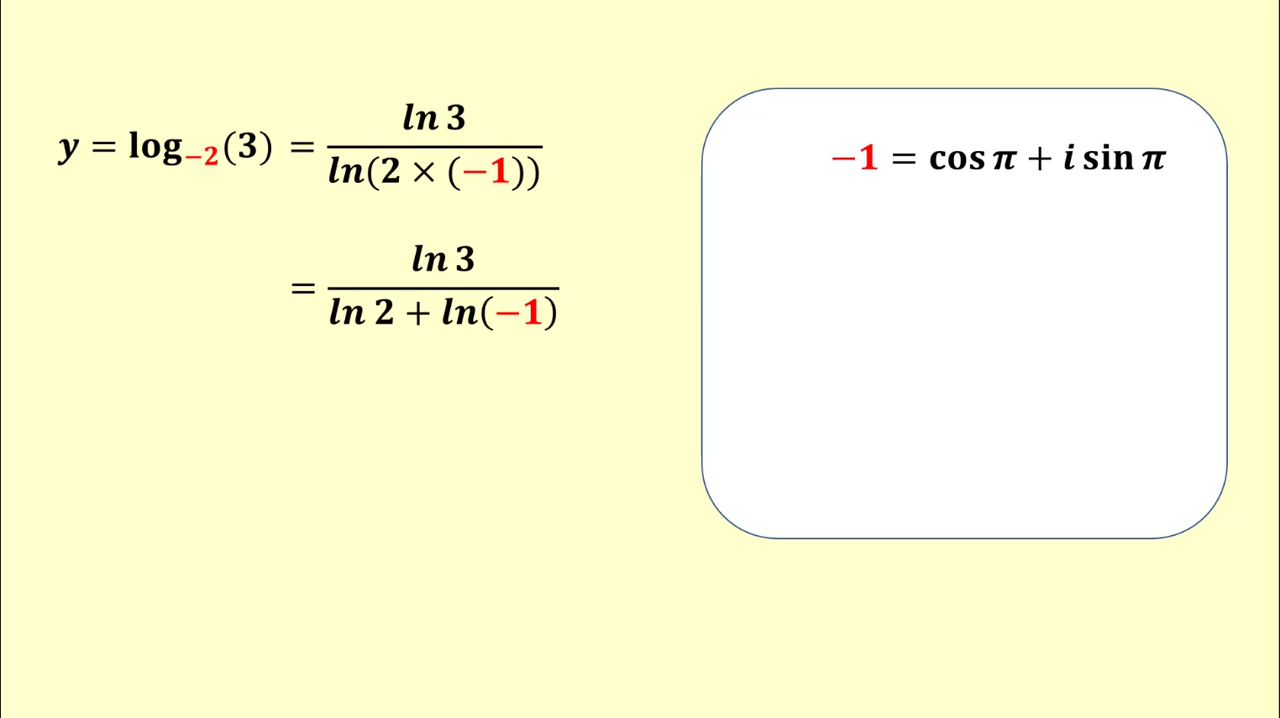 y = log₋₂(3) = ln 3 / ln(2 × (−1))
= ln 3 / ln 2 + ln(−1)
−1 = cos π + i sin π